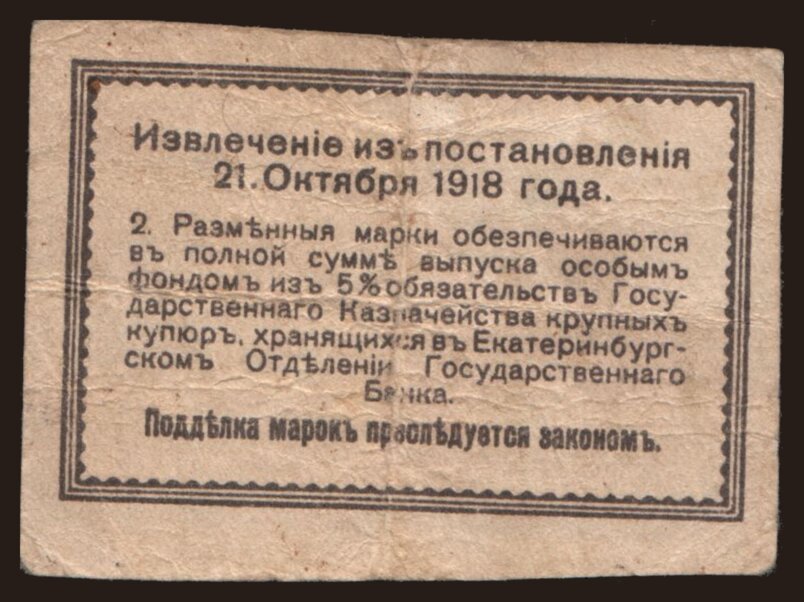 Извлеченіе изъ постановленія
21. Октября 1918 года.
2. Размѣнныя марки обезпечиваются
въ полной суммѣ выпуска особымъ
фондомъ изъ 5% обязательствъ Госу-
дарственнаго Казначейства крупныхъ
купюръ, хранящихся въ Екатеринбург-
скомъ Отдѣленіи Государственнаго
Банка.
Поддѣлка марокъ преслѣдуется закономъ.